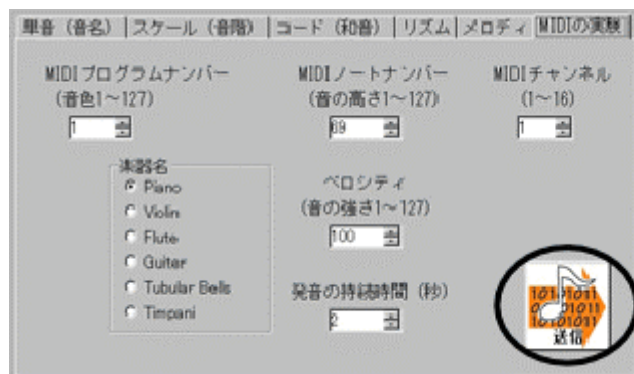 単音（音名） スケール（音階） コード（和音） リズム メロディ MIDIの実験
MIDIプログラムナンバー
（音色1～127）
1
MIDIノートナンバー
（音の高さ1～127）
69
MIDIチャンネル
（1～16）
1
楽器名
Piano
Violin
Flute
Guiter
Tubular Bells
Timpani
ベロシティ
（音の強さ1～127）
100
発音の持続時間（秒）
2
10101011
0101011
10101011
送信